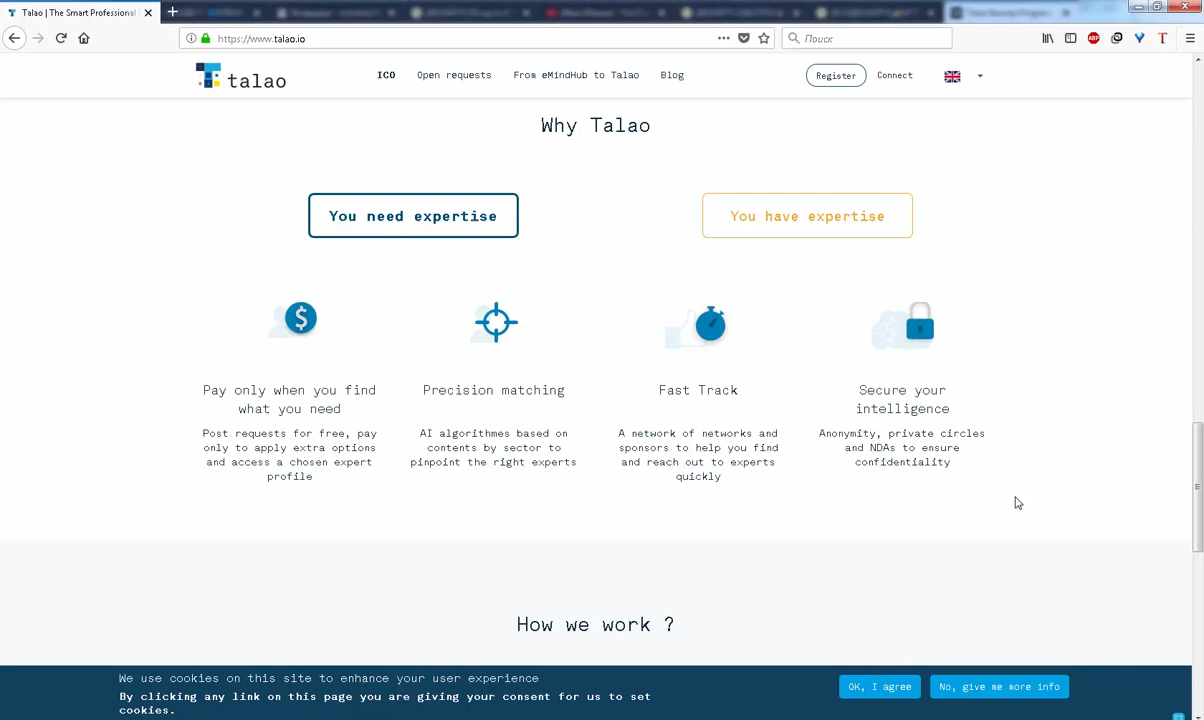 Talao | The Smart Professional
https://www.talao.io
Поиск
talao
ICO
Open requests
From eMindHub to Talao
Blog
Register
Connect
Why Talao
You need expertise
You have expertise
Pay only when you find
what you need
Post requests for free, pay
only to apply extra options
and access a chosen expert
profile
Precision matching
AI algorithmes based on
contents by sector to
pinpoint the right experts
Fast Track
A network of networks and
sponsors to help you find
and reach out to experts
quickly
Secure your
intelligence
Anonymity, private circles
and NDAs to ensure
confidentiality
How we work ?
We use cookies on this site to enhance your user experience
By clicking any link on this page you are giving your consent for us to set
cookies.
OK, I agree
No, give me more info